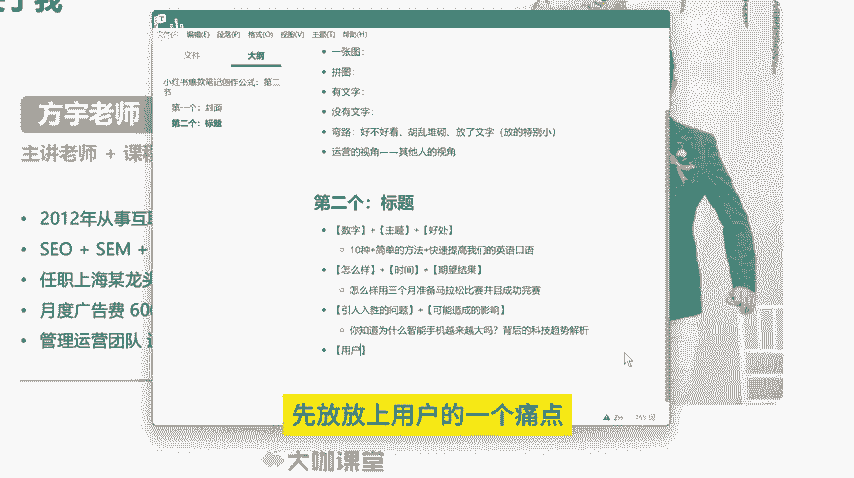 方宇老师
主讲老师 + 课程
• 2012年从事互联
• SEO + SEM +
• 任职上海某龙头
• 月度广告费 600
• 管理运营团队
编辑(E) 段落(P) 格式(O) 视图(V) 主题(T) 帮助(H)
文件
大纲
小红书爆款笔记创作公式：第二
节
第一个：封面
第二个：标题
• 一张图：
• 拼图：
• 有文字：
• 没有文字：
• 弯路：好不好看、胡乱堆砌、放了文字（放的特别小）
• 运营的视角——其他人的视角
第二个：标题
• 【数字】+【主题】+【好处】
◦ 10种+简单的方法+快速提高我们的英语口语
• 【怎么样】+【时间】+【期望结果】
◦ 怎么样用三个月准备马拉松比赛并且成功完赛
• 【引人入胜的问题】+【可能造成的影响】
◦ 你知道为什么智能手机越来越大吗？背后的科技趋势解析
• 【用户】
先放放上用户的一个痛点
大咖课堂